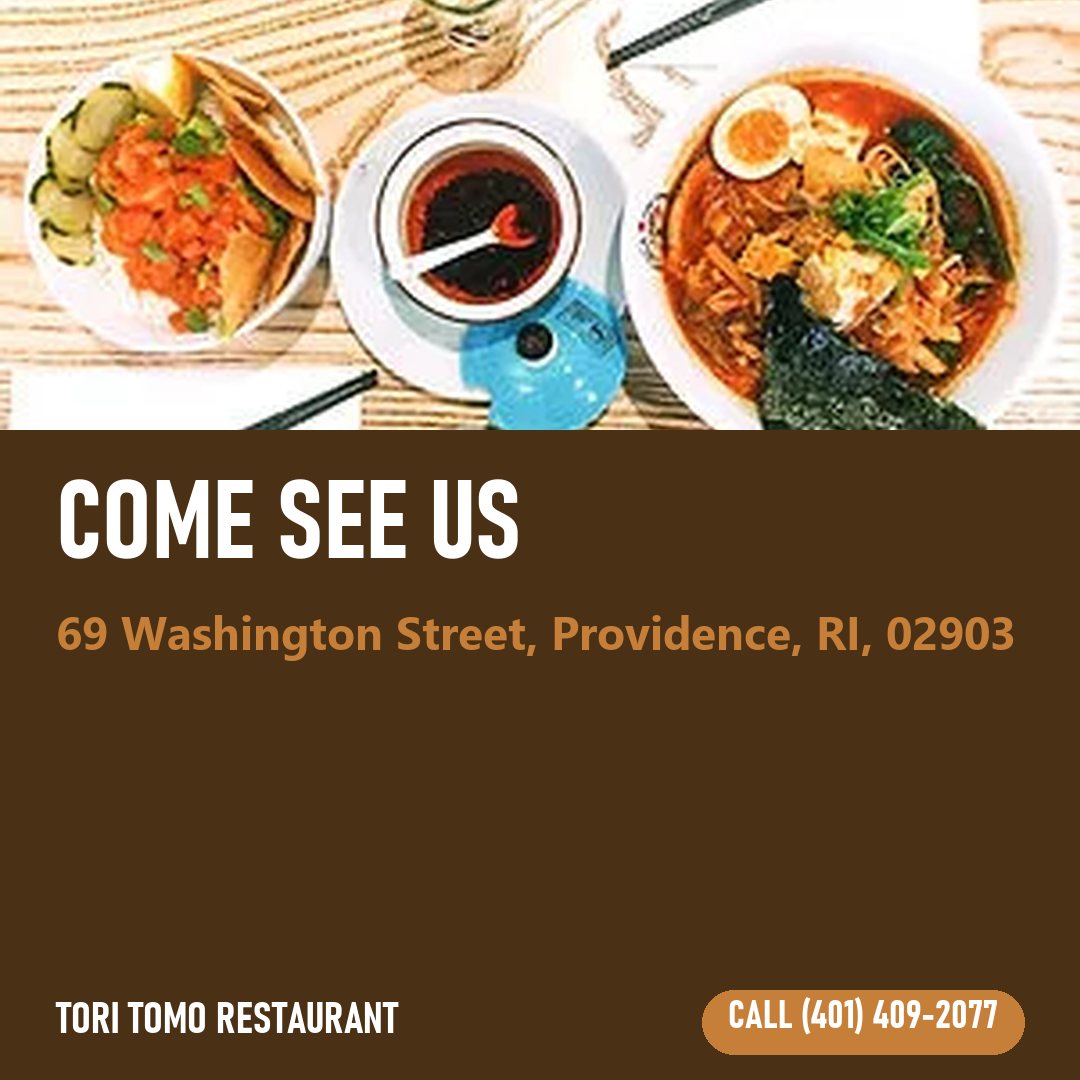 COME SEE US
69 Washington Street, Providence, RI, 02903
TORI TOMO RESTAURANT
CALL (401) 409-2077